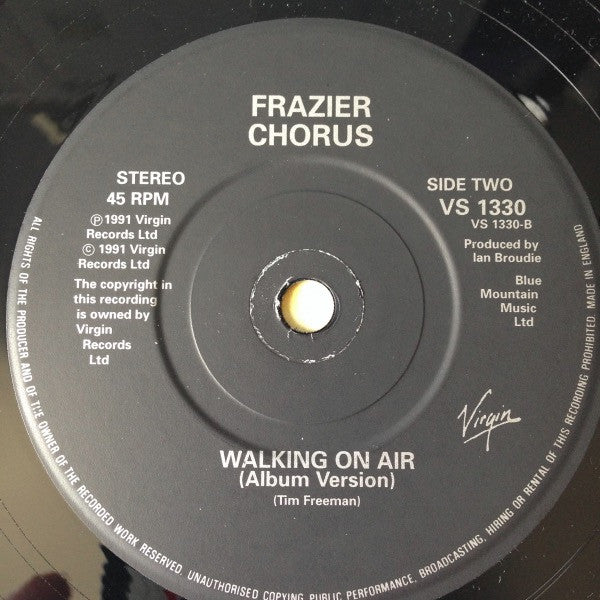 FRAZIER
CHORUS
STEREO
45 RPM
℗ 1991 Virgin
Records Ltd
© 1991 Virgin
Records Ltd
The copyright in
this recording
is owned by
Virgin
Records
Ltd
SIDE TWO
VS 1330
VS 1330-B
Produced by
Ian Broudie
Blue
Mountain
Music
Ltd
Virgin
WALKING ON AIR
(Album Version)
(Tim Freeman)
ALL RIGHTS OF THE PRODUCER AND OF THE OWNER OF THE RECORDED WORK RESERVED. UNAUTHORISED COPYING, PUBLIC PERFORMANCE, BROADCASTING, HIRING OR RENTAL OF THIS RECORDING PROHIBITED. MADE IN ENGLAND